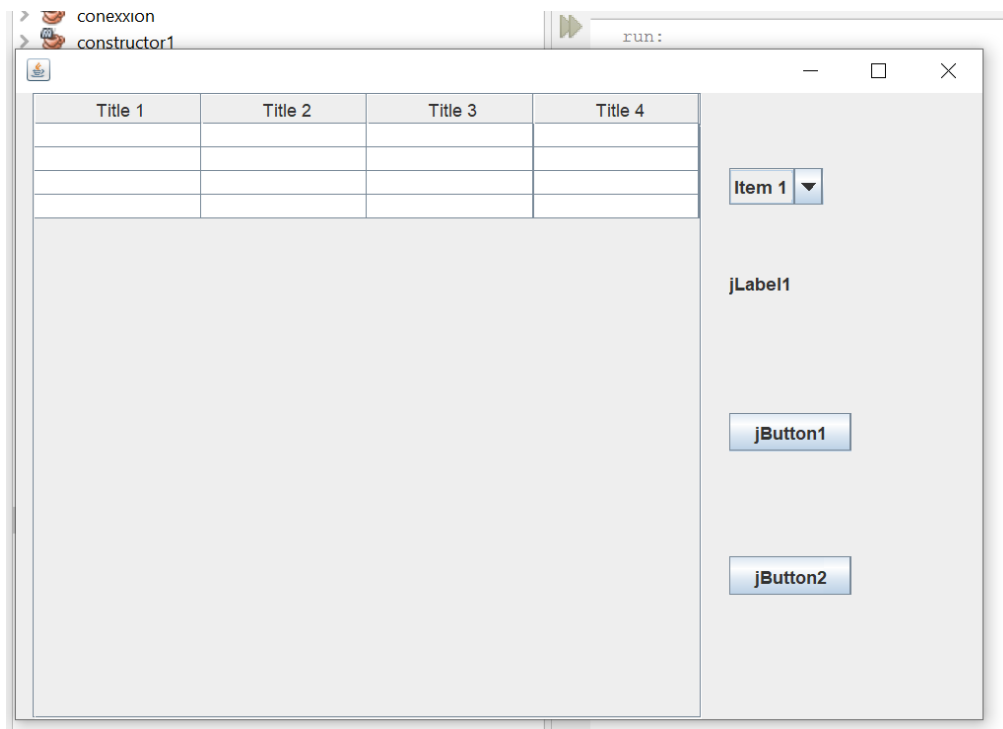 conexxion
constructor1
run:
Title 1 Title 2 Title 3 Title 4
Item 1
jLabel1
jButton1
jButton2